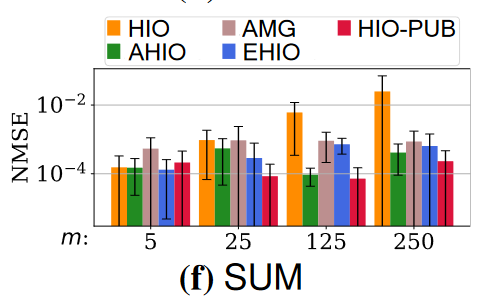 HIO AMG HIO-PUB
AHIO EHIO
NMSE
10⁻²
10⁻⁴
m: 5 25 125 250
(f) SUM